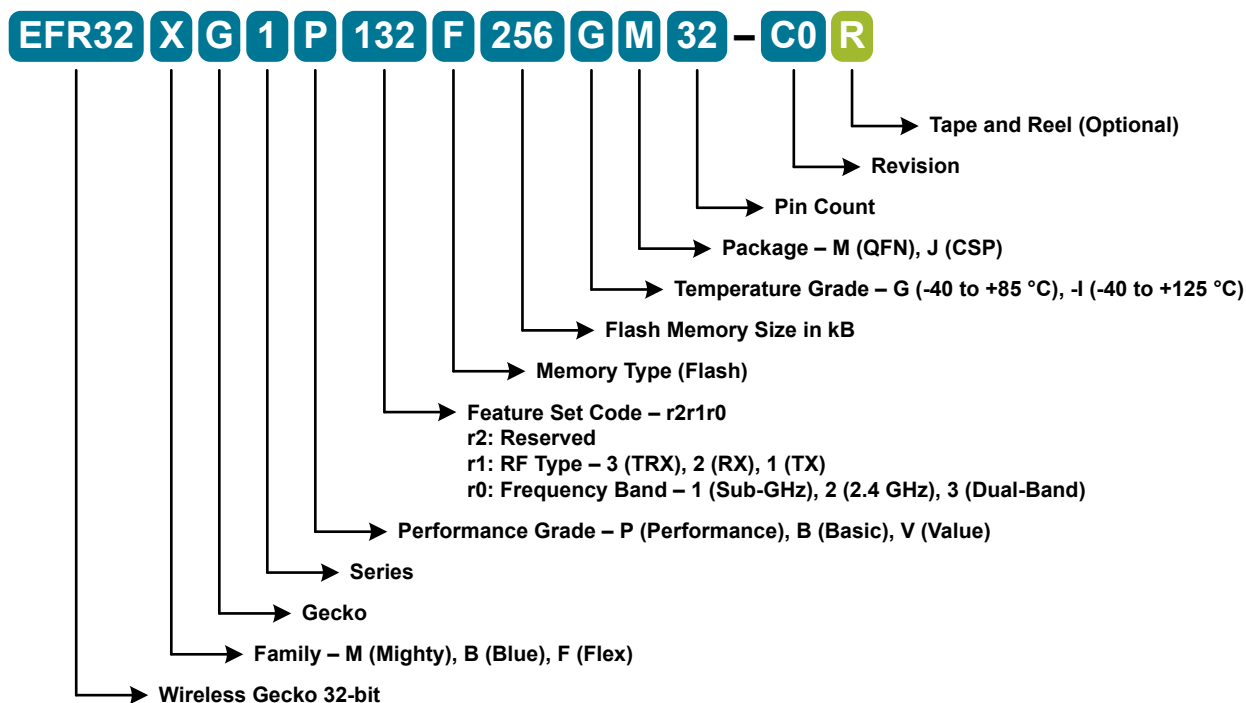 EFR32 X G 1 P 132 F 256 G M 32 – C0 R
Tape and Reel (Optional)
Revision
Pin Count
Package – M (QFN), J (CSP)
Temperature Grade – G (-40 to +85 °C), -I (-40 to +125 °C)
Flash Memory Size in kB
Memory Type (Flash)
Feature Set Code – r2r1r0
r2: Reserved
r1: RF Type – 3 (TRX), 2 (RX), 1 (TX)
r0: Frequency Band – 1 (Sub-GHz), 2 (2.4 GHz), 3 (Dual-Band)
Performance Grade – P (Performance), B (Basic), V (Value)
Series
Gecko
Family – M (Mighty), B (Blue), F (Flex)
Wireless Gecko 32-bit